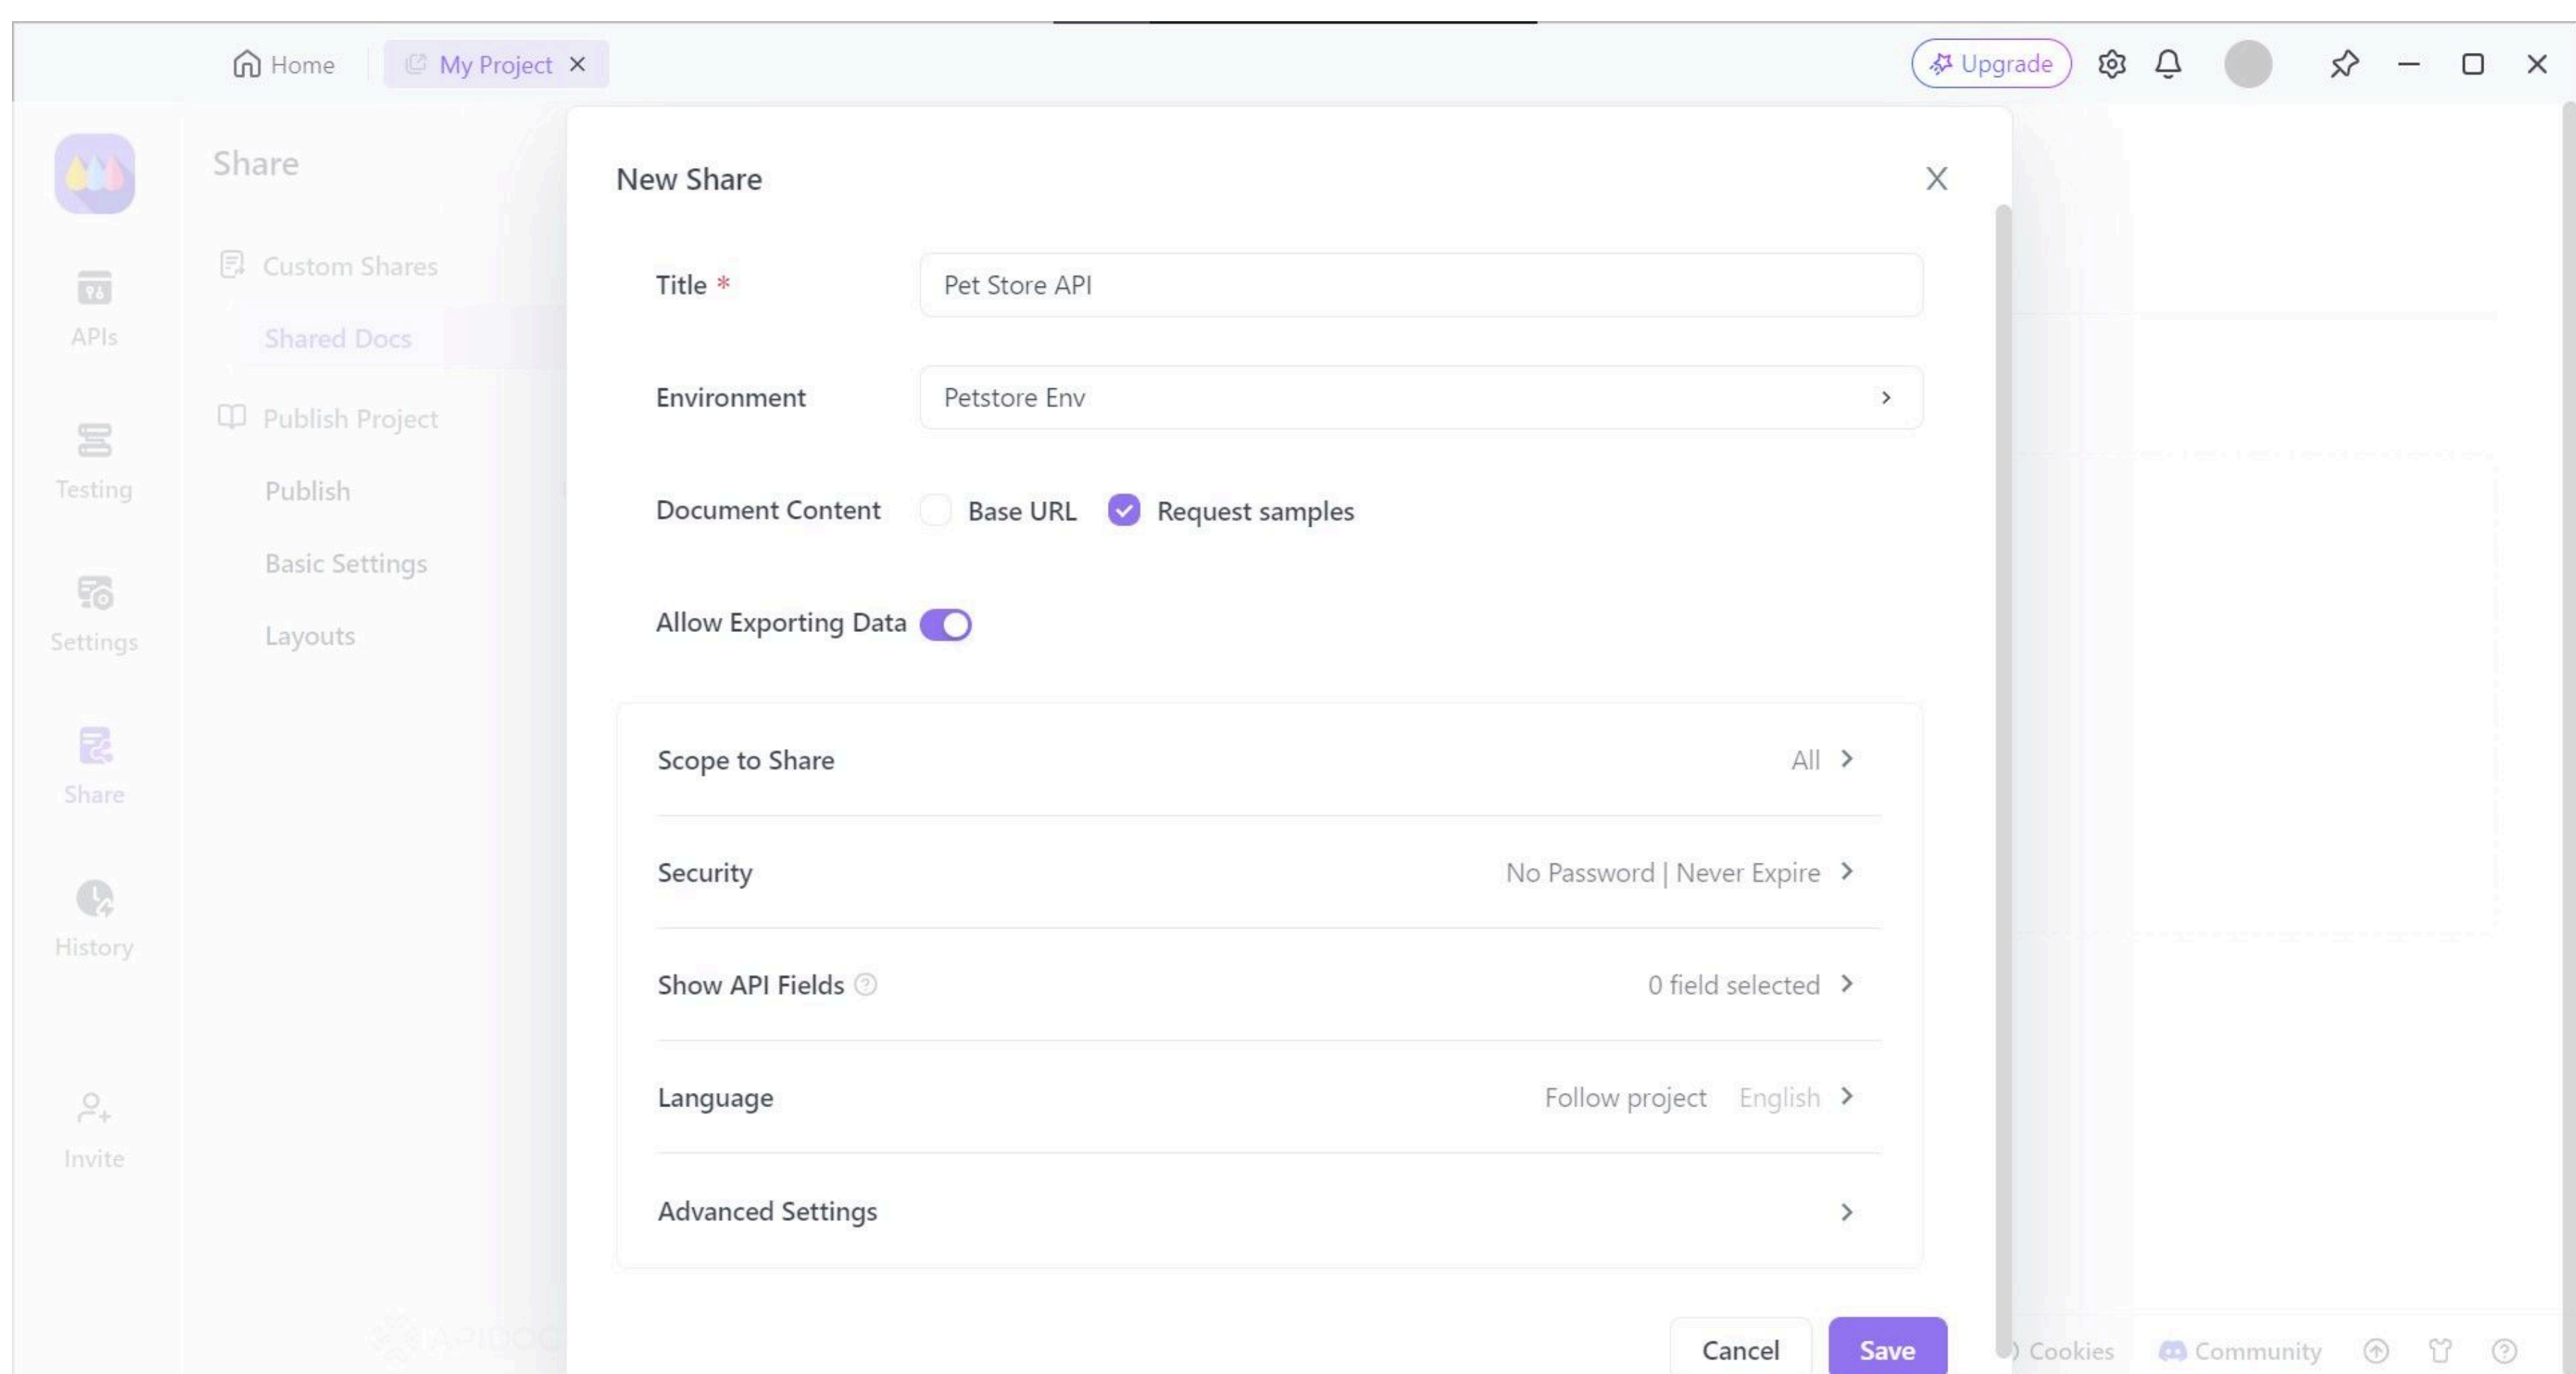 Home
My Project
Upgrade
Share
Custom Shares
Shared Docs
Publish Project
Publish
Basic Settings
Layouts
APIs
Testing
Settings
Share
History
Invite
New Share
X
Title *
Pet Store API
Environment
Petstore Env
Document Content
Base URL
Request samples
Allow Exporting Data
Scope to Share
All
Security
No Password | Never Expire
Show API Fields
0 field selected
Language
Follow project English
Advanced Settings
Cancel
Save
Cookies
Community